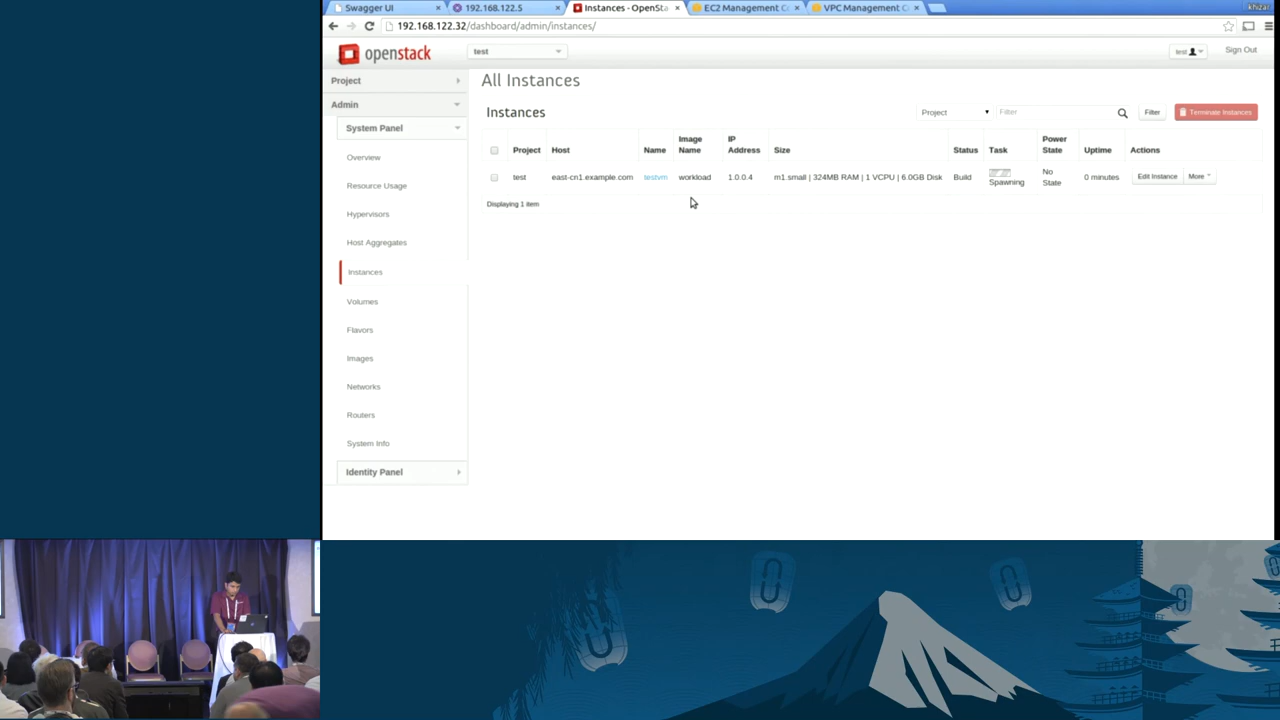 Swagger UI
192.168.122.5
Instances - OpenSta
EC2 Management Co
VPC Management Co
khizar
192.168.122.32/dashboard/admin/instances/
openstack
test
test
Sign Out
Project
Admin
System Panel
Overview
Resource Usage
Hypervisors
Host Aggregates
Instances
Volumes
Flavors
Images
Networks
Routers
System Info
Identity Panel
All Instances
Instances
Project
Filter
Filter
Terminate Instances
Project Host Name Image Name IP Address Size Status Task Power State Uptime Actions
test east-cn1.example.com testvm workload 1.0.0.4 m1.small | 324MB RAM | 1 VCPU | 6.0GB Disk Build Spawning No State 0 minutes Edit Instance More
Displaying 1 item